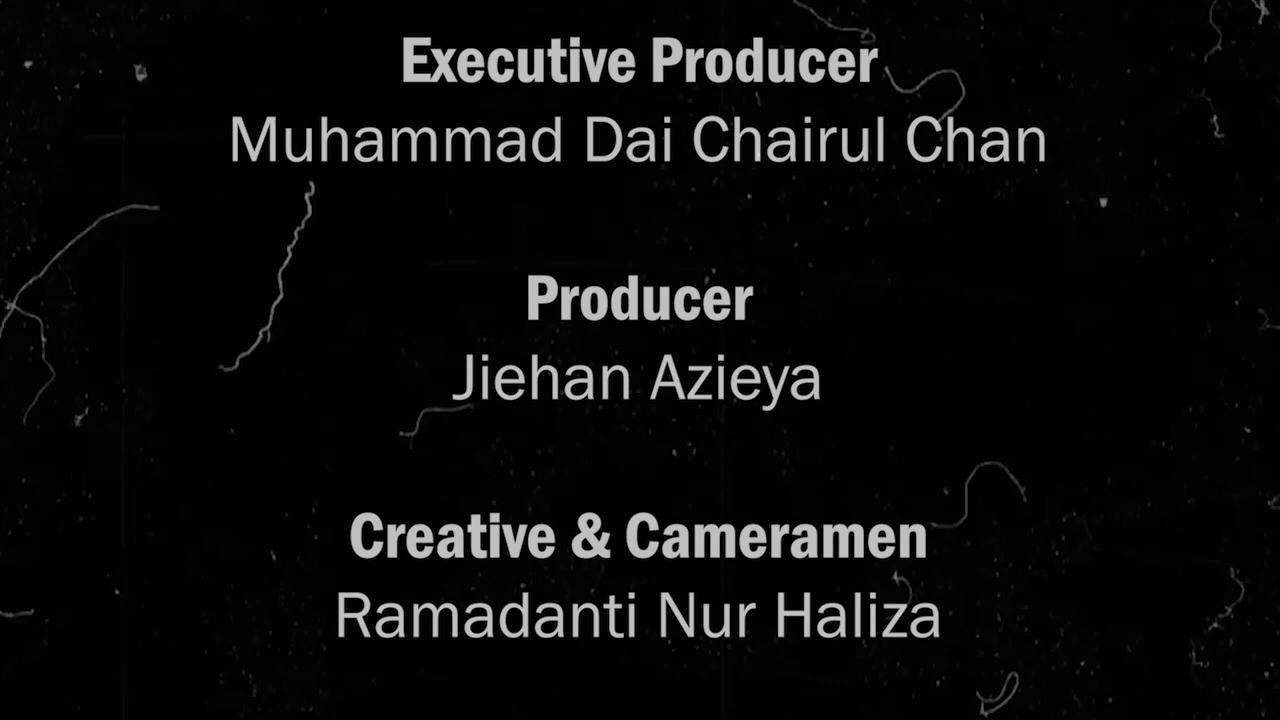 Executive Producer
Muhammad Dai Chairul Chan
Producer
Jiehan Azieya
Creative & Cameramen
Ramadanti Nur Haliza